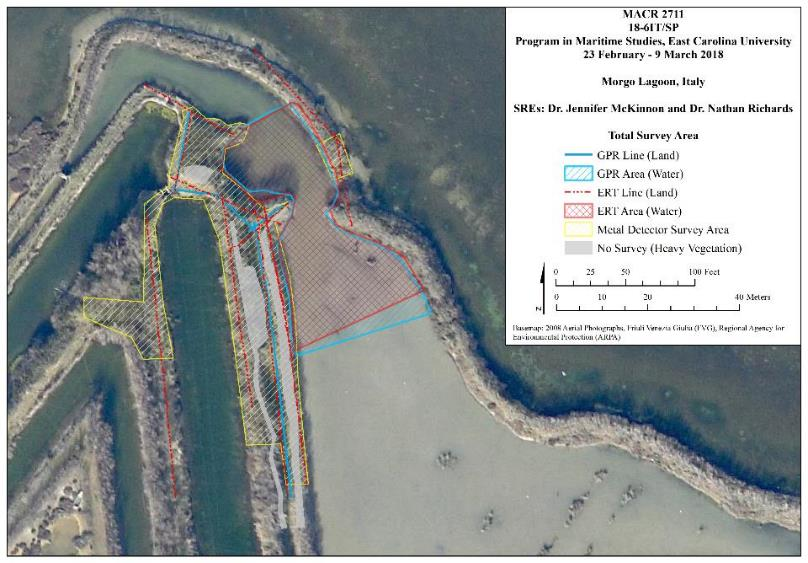 MACR 2711
18-6IT/SP
Program in Maritime Studies, East Carolina University
23 February - 9 March 2018
Morgo Lagoon, Italy
SREs: Dr. Jennifer McKinnon and Dr. Nathan Richards
Total Survey Area
GPR Line (Land)
GPR Area (Water)
ERT Line (Land)
ERT Area (Water)
Metal Detector Survey Area
No Survey (Heavy Vegetation)
0 25 50 100 Feet
0 10 20 40 Meters
N
Basemap: 2008 Aerial Photographs, Friuli Venezia Giulia (FVG), Regional Agency for
Environmental Protection (ARPA)